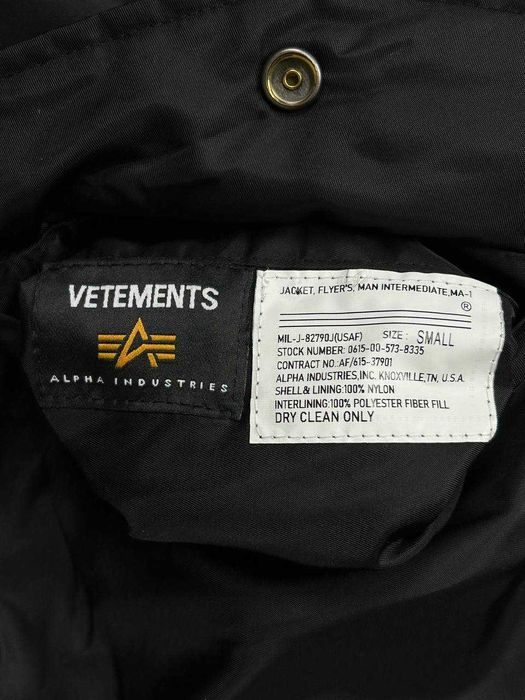 VETEMENTS
ALPHA INDUSTRIES
JACKET, FLYER'S, MAN INTERMEDIATE, MA-1
®
MIL-J-82790J(USAF) SIZE: SMALL
STOCK NUMBER: 0615-00-573-8335
CONTRACT NO.:AF/615-37901
ALPHA INDUSTRIES,INC. KNOXVILLE,TN, U.S.A.
SHELL & LINING:100% NYLON
INTERLINING:100% POLYESTER FIBER FILL
DRY CLEAN ONLY